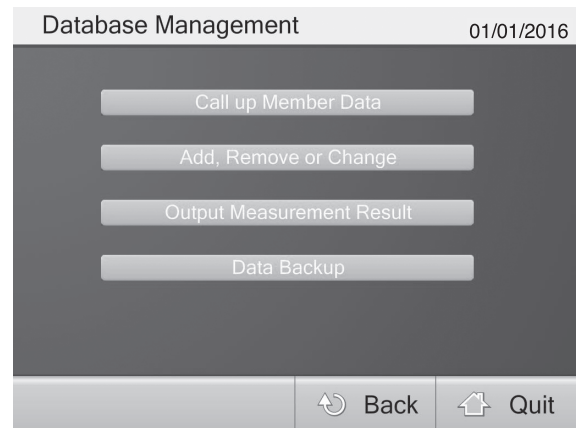 Database Management
01/01/2016
Call up Member Data
Add, Remove or Change
Output Measurement Result
Data Backup
Back
Quit